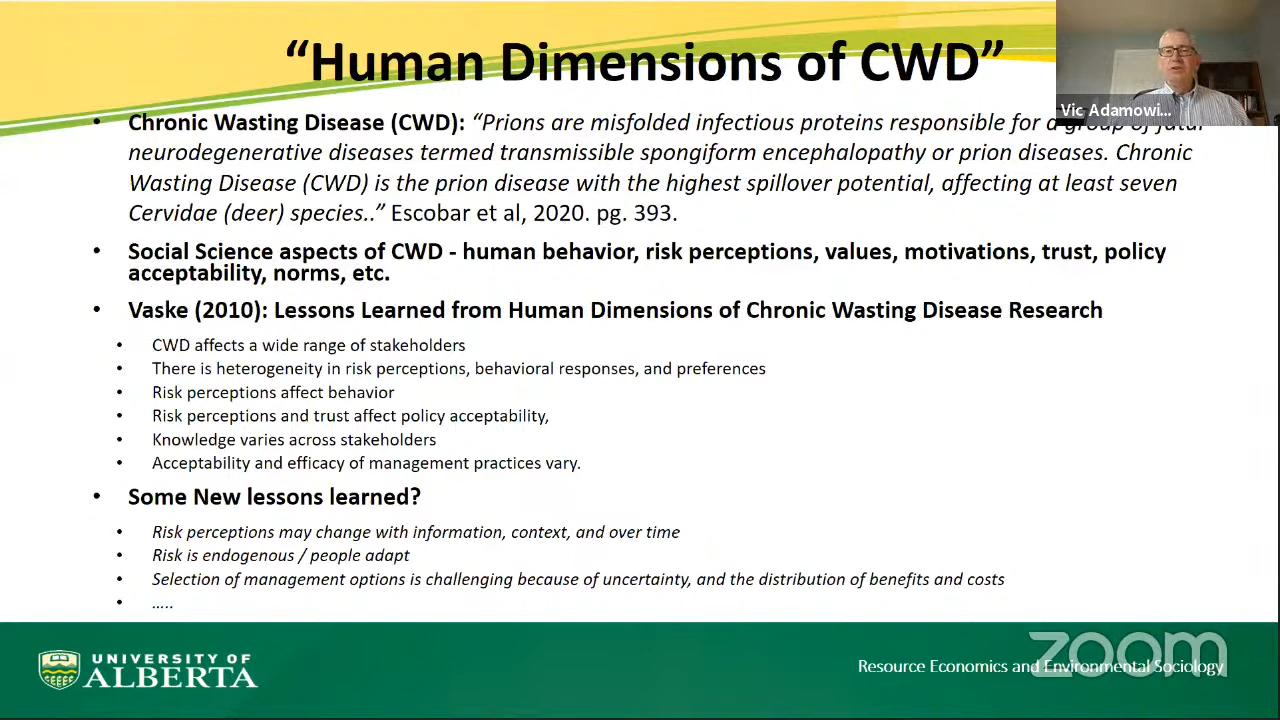 “Human Dimensions of CWD”
Vic Adamowi...
• Chronic Wasting Disease (CWD): “Prions are misfolded infectious proteins responsible for a group of fatal
neurodegenerative diseases termed transmissible spongiform encephalopathy or prion diseases. Chronic
Wasting Disease (CWD) is the prion disease with the highest spillover potential, affecting at least seven
Cervidae (deer) species..” Escobar et al, 2020. pg. 393.
• Social Science aspects of CWD - human behavior, risk perceptions, values, motivations, trust, policy
acceptability, norms, etc.
• Vaske (2010): Lessons Learned from Human Dimensions of Chronic Wasting Disease Research
• CWD affects a wide range of stakeholders
• There is heterogeneity in risk perceptions, behavioral responses, and preferences
• Risk perceptions affect behavior
• Risk perceptions and trust affect policy acceptability,
• Knowledge varies across stakeholders
• Acceptability and efficacy of management practices vary.
• Some New lessons learned?
• Risk perceptions may change with information, context, and over time
• Risk is endogenous / people adapt
• Selection of management options is challenging because of uncertainty, and the distribution of benefits and costs
• …..
UNIVERSITY OF
ALBERTA
Resource Economics and Environmental Sociology
zoom